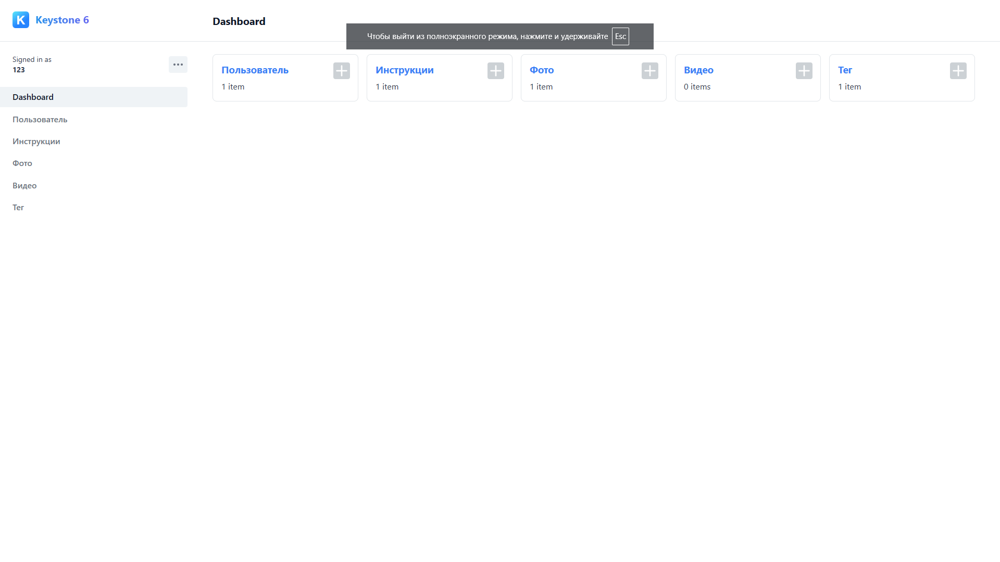 K Keystone 6
Dashboard
Чтобы выйти из полноэкранного режима, нажмите и удерживайте Esc
Signed in as
123
Dashboard
Пользователь
Инструкции
Фото
Видео
Тег
Пользователь
1 item
Инструкции
1 item
Фото
1 item
Видео
0 items
Тег
1 item